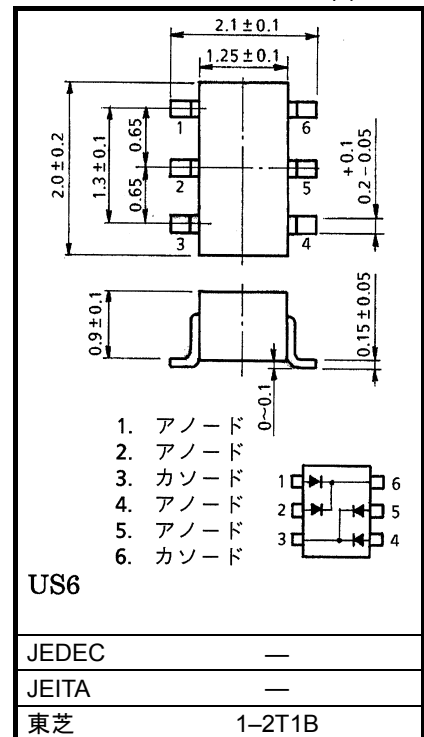 2.1±0.1
1.25±0.1
1 6
2 5
3 4
2.0±0.2
1.3±0.1
0.65
0.65
+0.1
0.2-0.05
0.9±0.1
0.15±0.05
0~0.1
1. アノード
2. アノード
3. カソード
4. アノード
5. アノード
6. カソード
1 6
2 5
3 4
US6
JEDEC —
JEITA —
東芝 1–2T1B